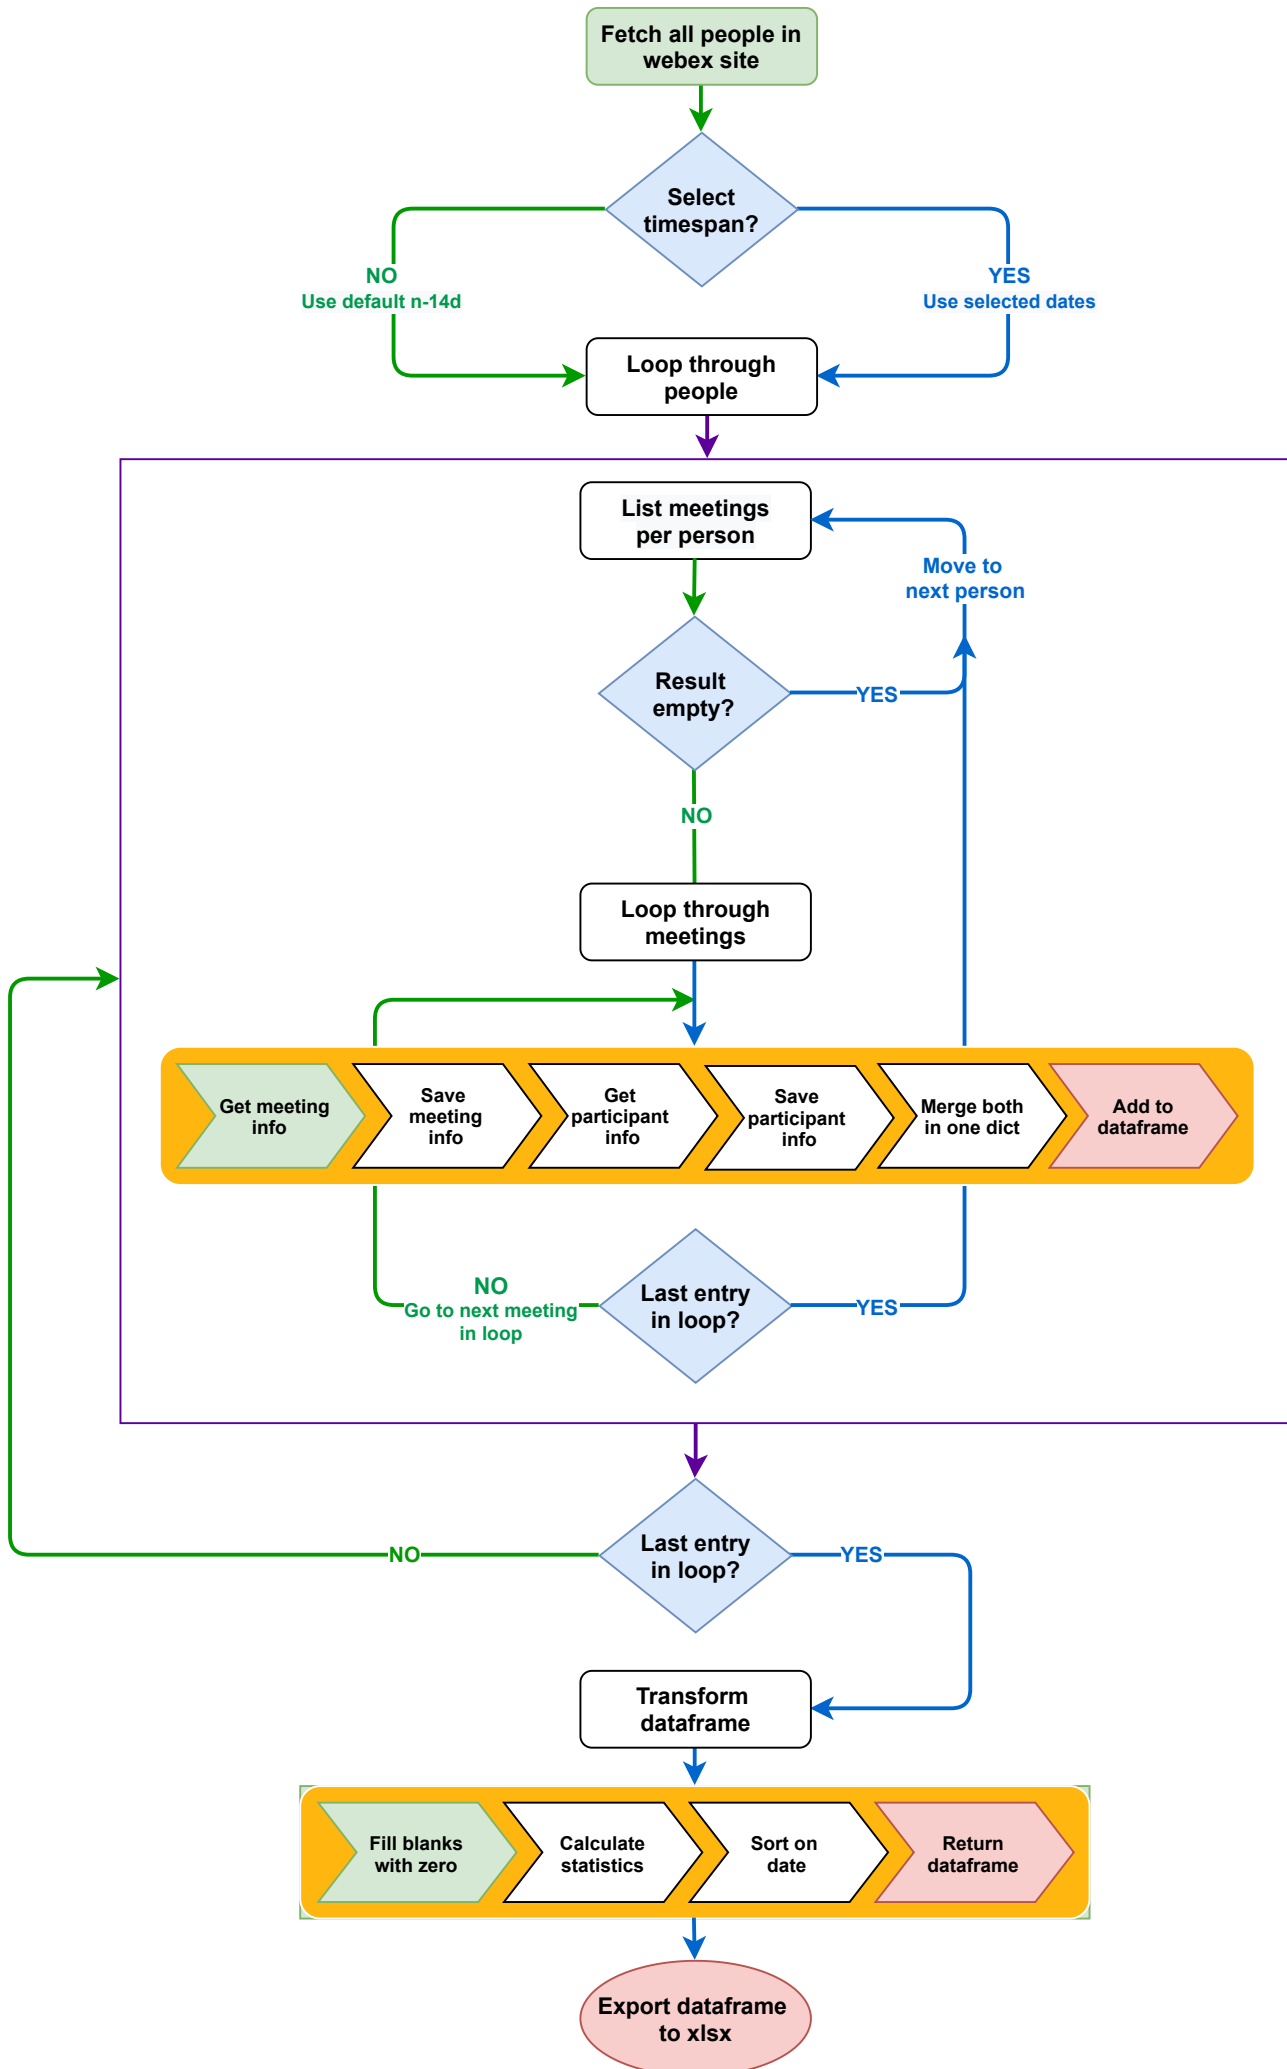 Fetch all people in
webex site
Select
timespan?
NO
Use default n-14d
YES
Use selected dates
Loop through
people
List meetings
per person
Move to
next person
Result
empty?
YES
NO
Loop through
meetings
Get meeting
info
Save
meeting
info
Get
participant
info
Save
participant
info
Merge both
in one dict
Add to
dataframe
NO
Go to next meeting
in loop
Last entry
in loop?
YES
NO
Last entry
in loop?
YES
Transform
dataframe
Fill blanks
with zero
Calculate
statistics
Sort on
date
Return
dataframe
Export dataframe
to xlsx